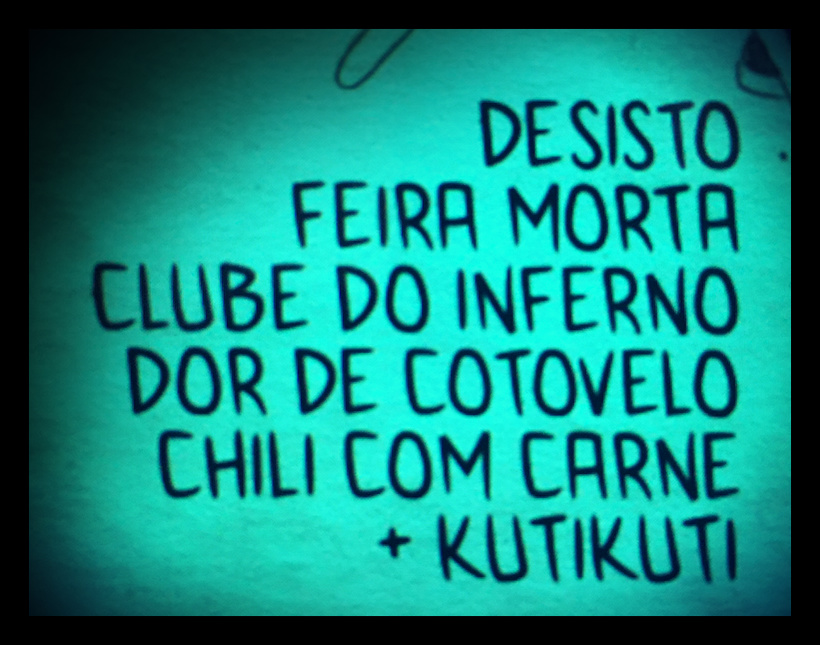 DESISTO
FEIRA MORTA
CLUBE DO INFERNO
DOR DE COTOVELO
CHILI COM CARNE
+ KUTIKUTI